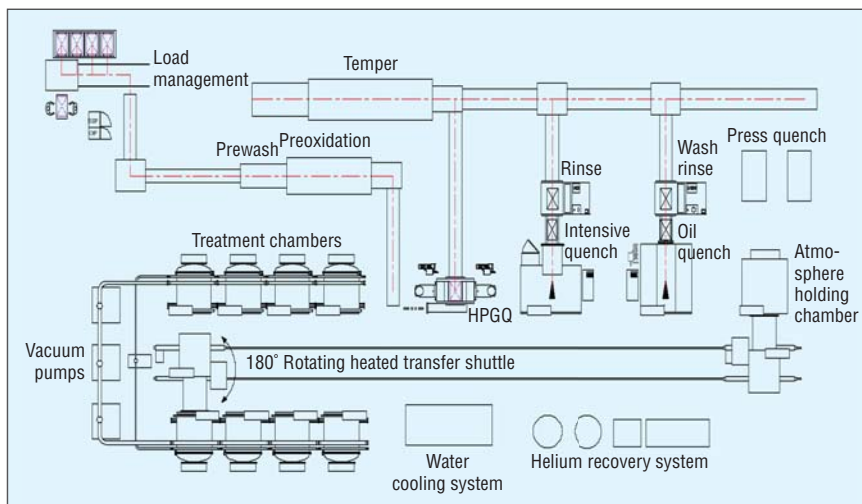 Load
management
Temper
Prewash
Preoxidation
Rinse
Wash
rinse
Press quench
Treatment chambers
Intensive
quench
Oil
quench
Atmo-
sphere
holding
chamber
HPGQ
Vacuum
pumps
180° Rotating heated transfer shuttle
Water
cooling system
Helium recovery system